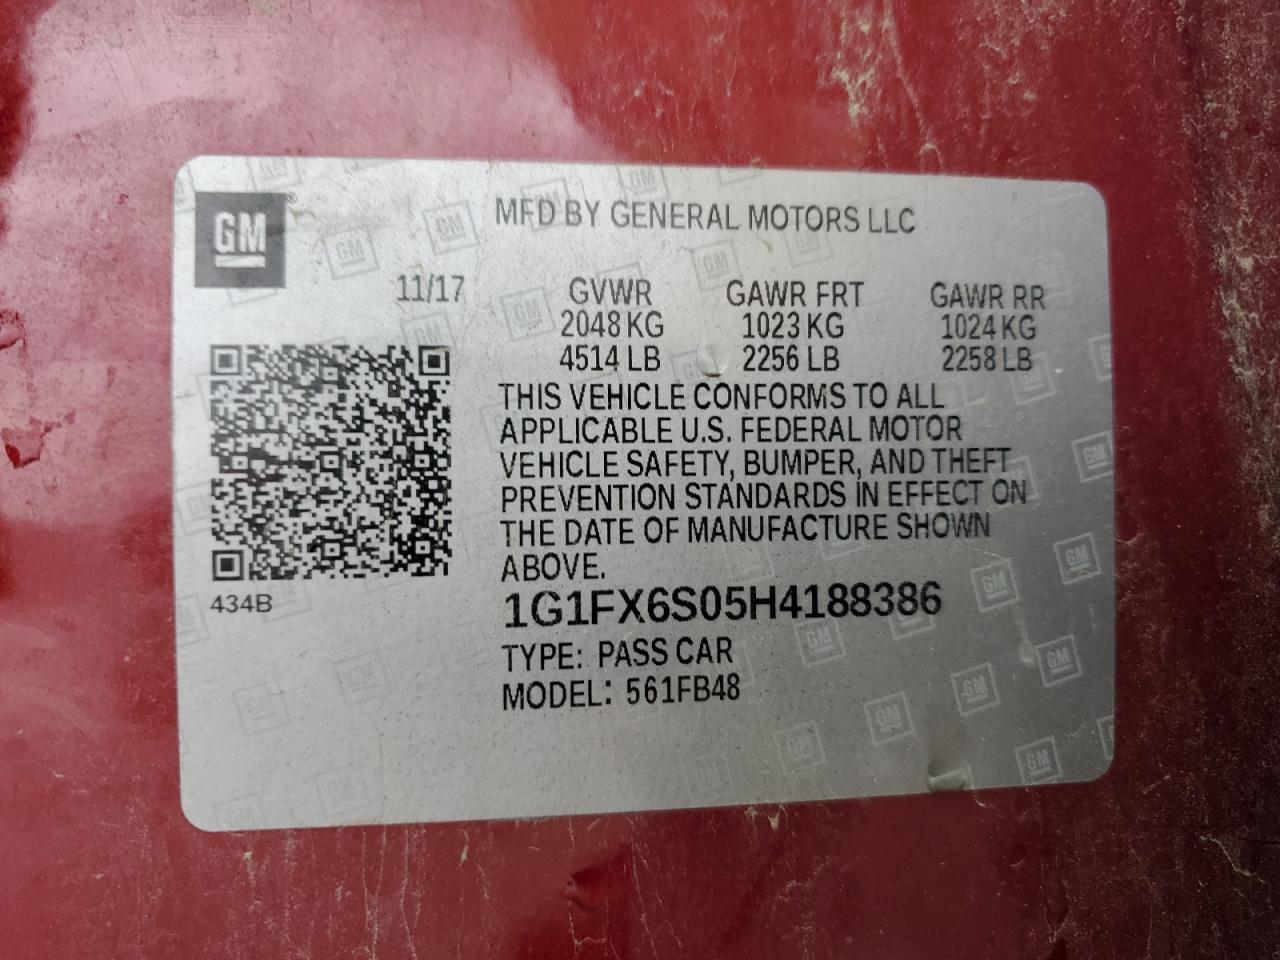 GM
MFD BY GENERAL MOTORS LLC
11/17
GVWR GAWR FRT GAWR RR
2048 KG 1023 KG 1024 KG
4514 LB 2256 LB 2258 LB
THIS VEHICLE CONFORMS TO ALL
APPLICABLE U.S. FEDERAL MOTOR
VEHICLE SAFETY, BUMPER, AND THEFT
PREVENTION STANDARDS IN EFFECT ON
THE DATE OF MANUFACTURE SHOWN
ABOVE.
434B
1G1FX6S05H4188386
TYPE: PASS CAR
MODEL: 561FB48